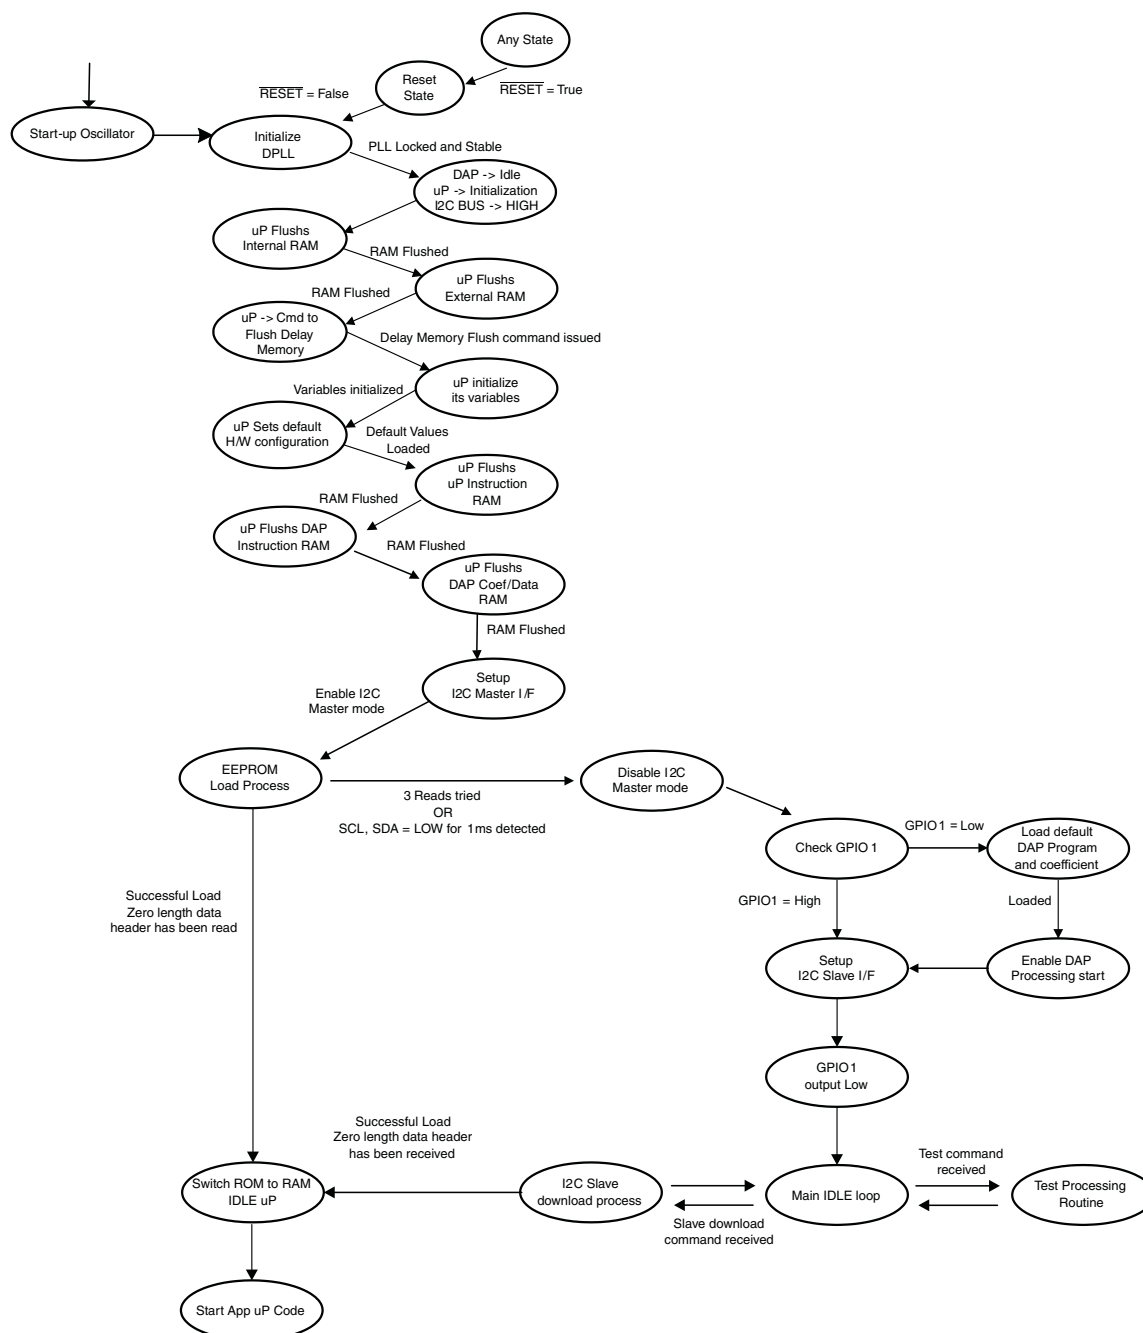 Any State
Reset
State
RESET = False
RESET = True
Start-up Oscillator
Initialize
DPLL
PLL Locked and Stable
DAP -> Idle
uP -> Initialization
I2C BUS -> HIGH
uP Flushs
Internal RAM
RAM Flushed
uP Flushs
External RAM
RAM Flushed
uP -> Cmd to
Flush Delay
Memory
Delay Memory Flush command issued
uP initialize
its variables
Variables initialized
uP Sets default
H/W configuration
Default Values
Loaded
uP Flushs
uP Instruction
RAM
RAM Flushed
uP Flushs DAP
Instruction RAM
RAM Flushed
uP Flushs
DAP Coef/Data
RAM
RAM Flushed
Setup
I2C Master I/F
Enable I2C
Master mode
EEPROM
Load Process
3 Reads tried
OR
SCL, SDA = LOW for 1ms detected
Disable I2C
Master mode
Check GPIO1
GPIO1 = Low
Load default
DAP Program
and coefficient
GPIO1 = High
Loaded
Successful Load
Zero length data
header has been read
Setup
I2C Slave I/F
Enable DAP
Processing start
GPIO1
output Low
Successful Load
Zero length data header
has been received
Switch ROM to RAM
IDLE uP
I2C Slave
download process
Slave download
command received
Main IDLE loop
Test command
received
Test Processing
Routine
Start App uP Code